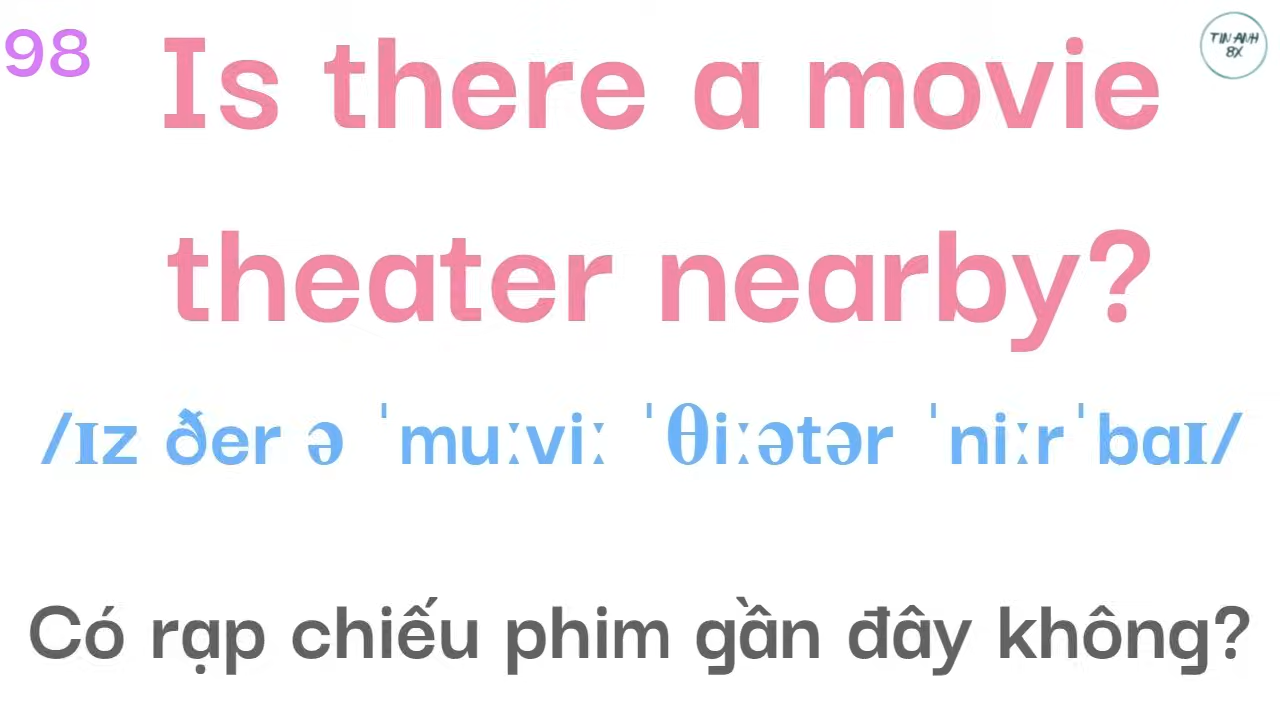 98
Is there a movie
TIN ANH
8X
theater nearby?
/ɪz ðer ə ˈmuːviː ˈθiːətər ˈniːrˈbaɪ/
Có rạp chiếu phim gần đây không?